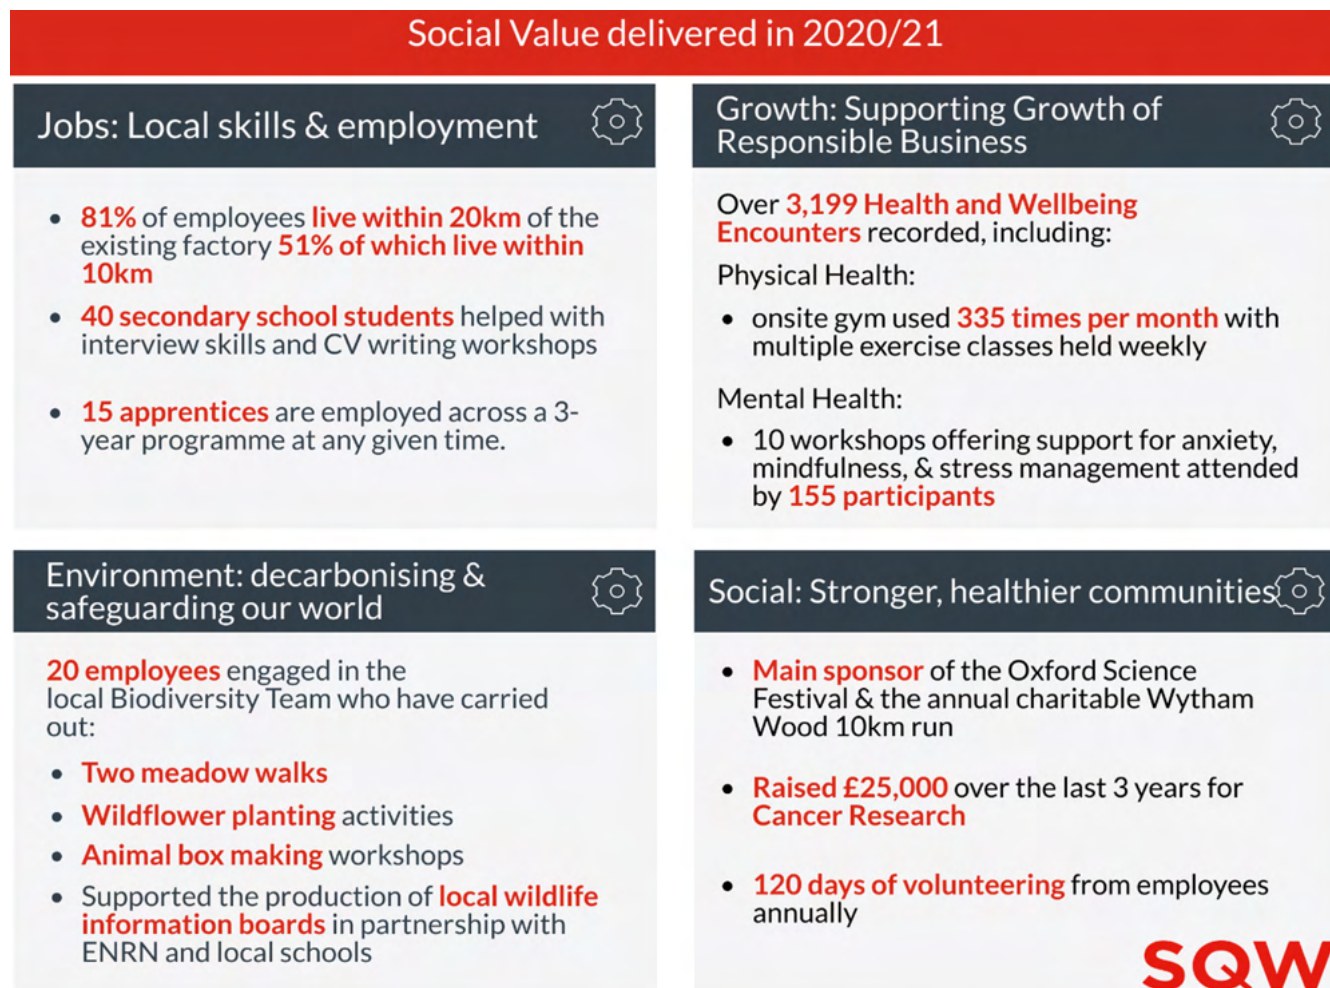 Social Value delivered in 2020/21
Jobs: Local skills & employment
• 81% of employees live within 20km of the
existing factory 51% of which live within
10km
• 40 secondary school students helped with
interview skills and CV writing workshops
• 15 apprentices are employed across a 3-
year programme at any given time.
Growth: Supporting Growth of
Responsible Business
Over 3,199 Health and Wellbeing
Encounters recorded, including:
Physical Health:
• onsite gym used 335 times per month with
multiple exercise classes held weekly
Mental Health:
• 10 workshops offering support for anxiety,
mindfulness, & stress management attended
by 155 participants
Environment: decarbonising &
safeguarding our world
20 employees engaged in the
local Biodiversity Team who have carried
out:
• Two meadow walks
• Wildflower planting activities
• Animal box making workshops
• Supported the production of local wildlife
information boards in partnership with
ENRN and local schools
Social: Stronger, healthier communities
• Main sponsor of the Oxford Science
Festival & the annual charitable Wytham
Wood 10km run
• Raised £25,000 over the last 3 years for
Cancer Research
• 120 days of volunteering from employees
annually
SQW